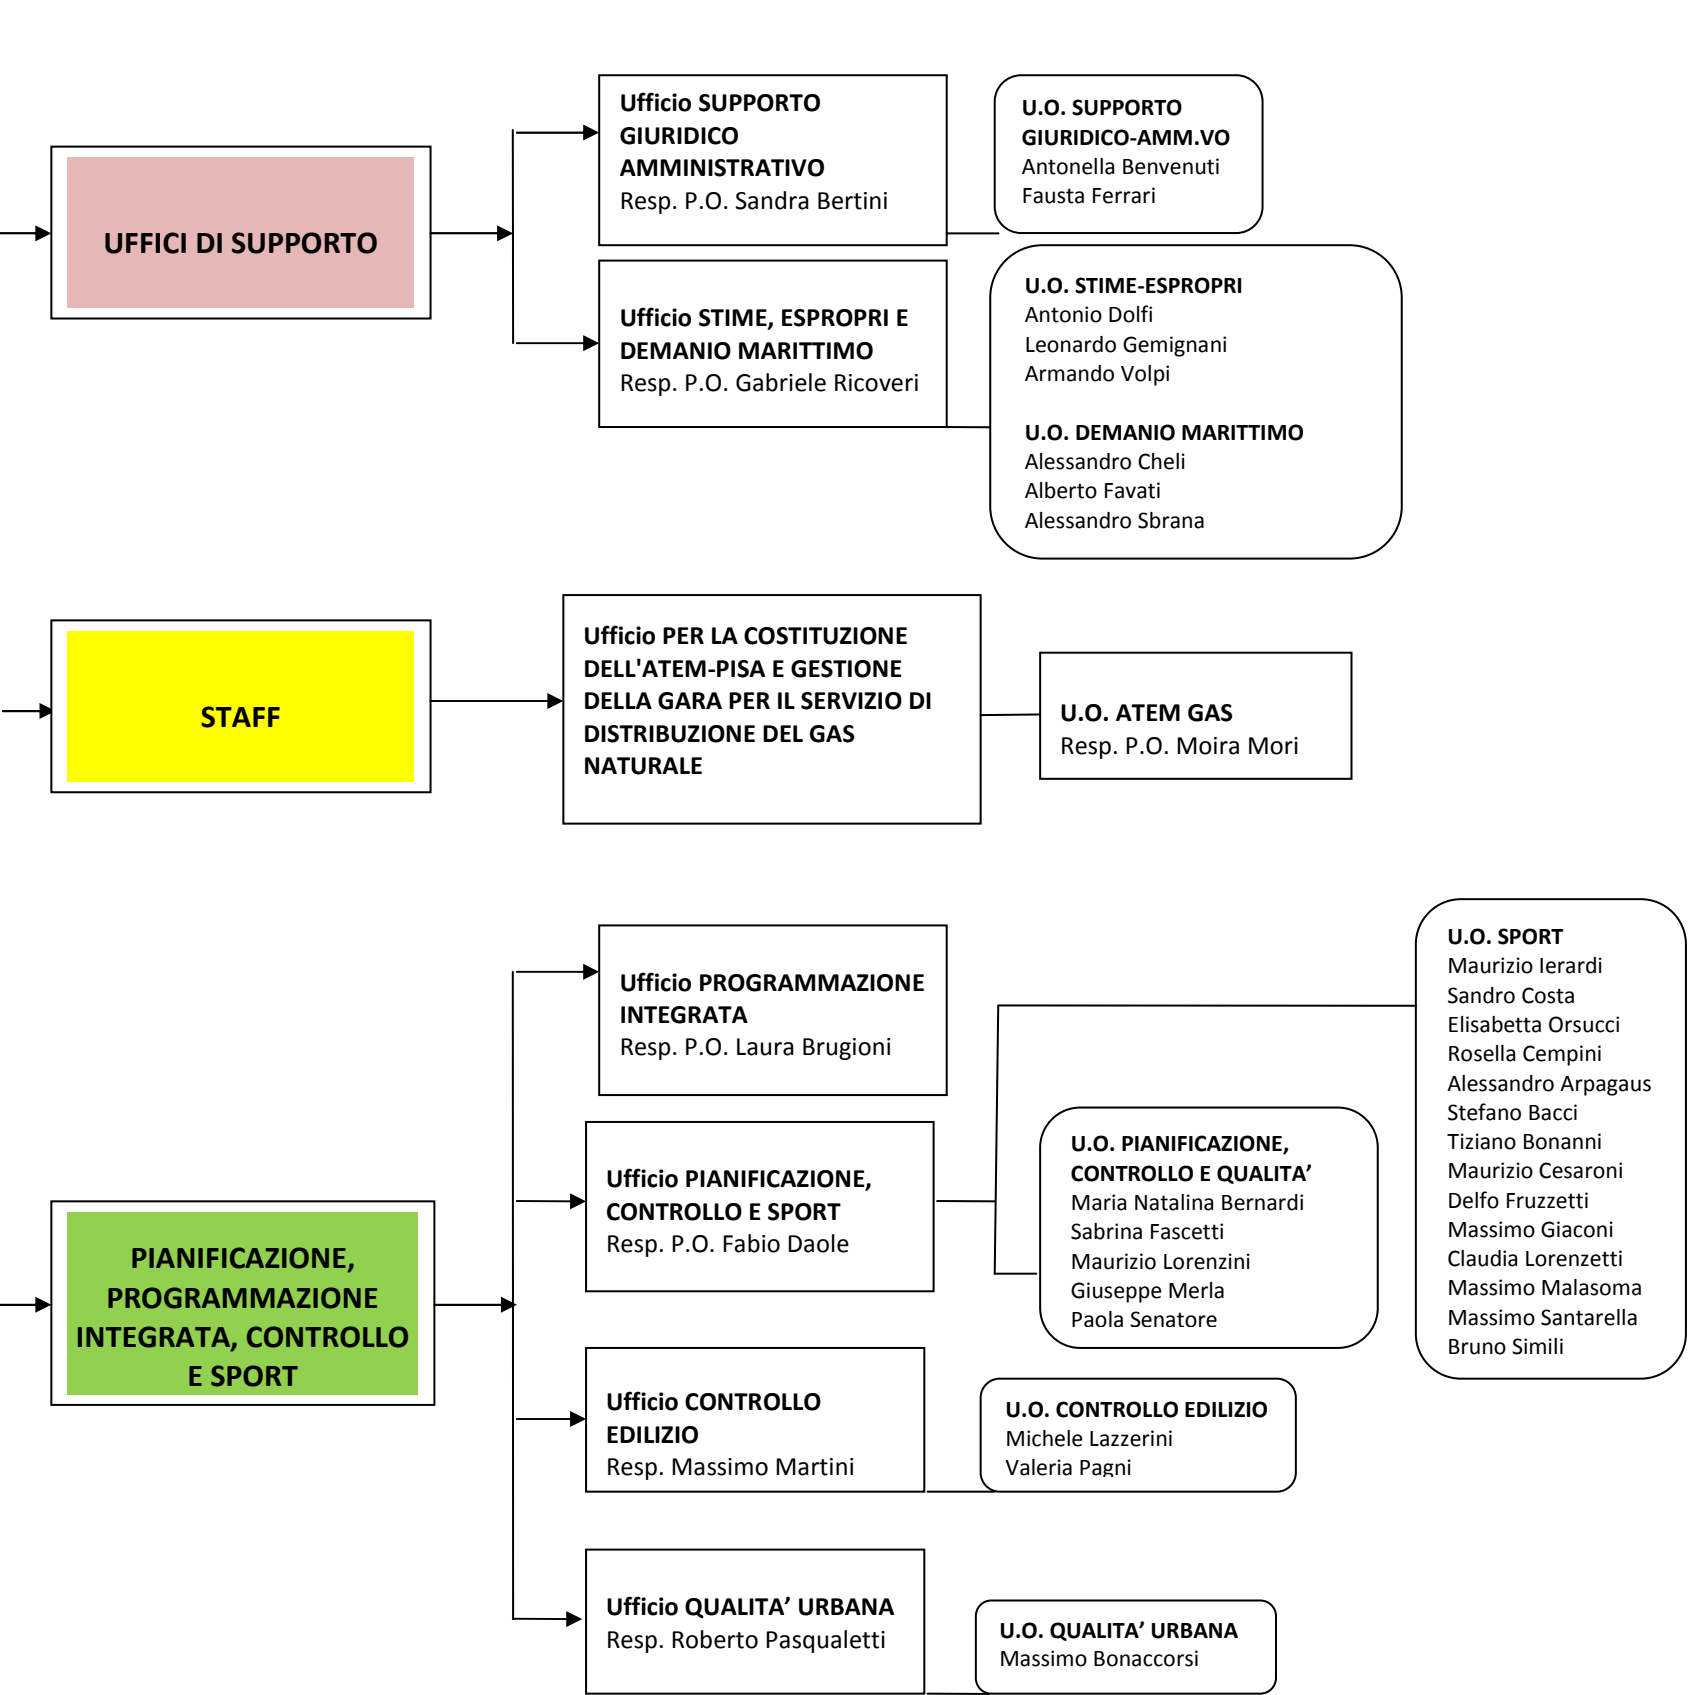 UFFICI DI SUPPORTO
Ufficio SUPPORTO
GIURIDICO
AMMINISTRATIVO
Resp. P.O. Sandra Bertini
U.O. SUPPORTO
GIURIDICO-AMM.VO
Antonella Benvenuti
Fausta Ferrari
Ufficio STIME, ESPROPRI E
DEMANIO MARITTIMO
Resp. P.O. Gabriele Ricoveri
U.O. STIME-ESPROPRI
Antonio Dolfi
Leonardo Gemignani
Armando Volpi
U.O. DEMANIO MARITTIMO
Alessandro Cheli
Alberto Favati
Alessandro Sbrana
STAFF
Ufficio PER LA COSTITUZIONE
DELL'ATEM-PISA E GESTIONE
DELLA GARA PER IL SERVIZIO DI
DISTRIBUZIONE DEL GAS
NATURALE
U.O. ATEM GAS
Resp. P.O. Moira Mori
PIANIFICAZIONE,
PROGRAMMAZIONE
INTEGRATA, CONTROLLO
E SPORT
Ufficio PROGRAMMAZIONE
INTEGRATA
Resp. P.O. Laura Brugioni
Ufficio PIANIFICAZIONE,
CONTROLLO E SPORT
Resp. P.O. Fabio Daole
U.O. PIANIFICAZIONE,
CONTROLLO E QUALITA’
Maria Natalina Bernardi
Sabrina Fascetti
Maurizio Lorenzini
Giuseppe Merla
Paola Senatore
U.O. SPORT
Maurizio Ierardi
Sandro Costa
Elisabetta Orsucci
Rosella Cempini
Alessandro Arpagaus
Stefano Bacci
Tiziano Bonanni
Maurizio Cesaroni
Delfo Fruzzetti
Massimo Giaconi
Claudia Lorenzetti
Massimo Malasoma
Massimo Santarella
Bruno Simili
Ufficio CONTROLLO
EDILIZIO
Resp. Massimo Martini
U.O. CONTROLLO EDILIZIO
Michele Lazzerini
Valeria Pagni
Ufficio QUALITA’ URBANA
Resp. Roberto Pasqualetti
U.O. QUALITA’ URBANA
Massimo Bonaccorsi